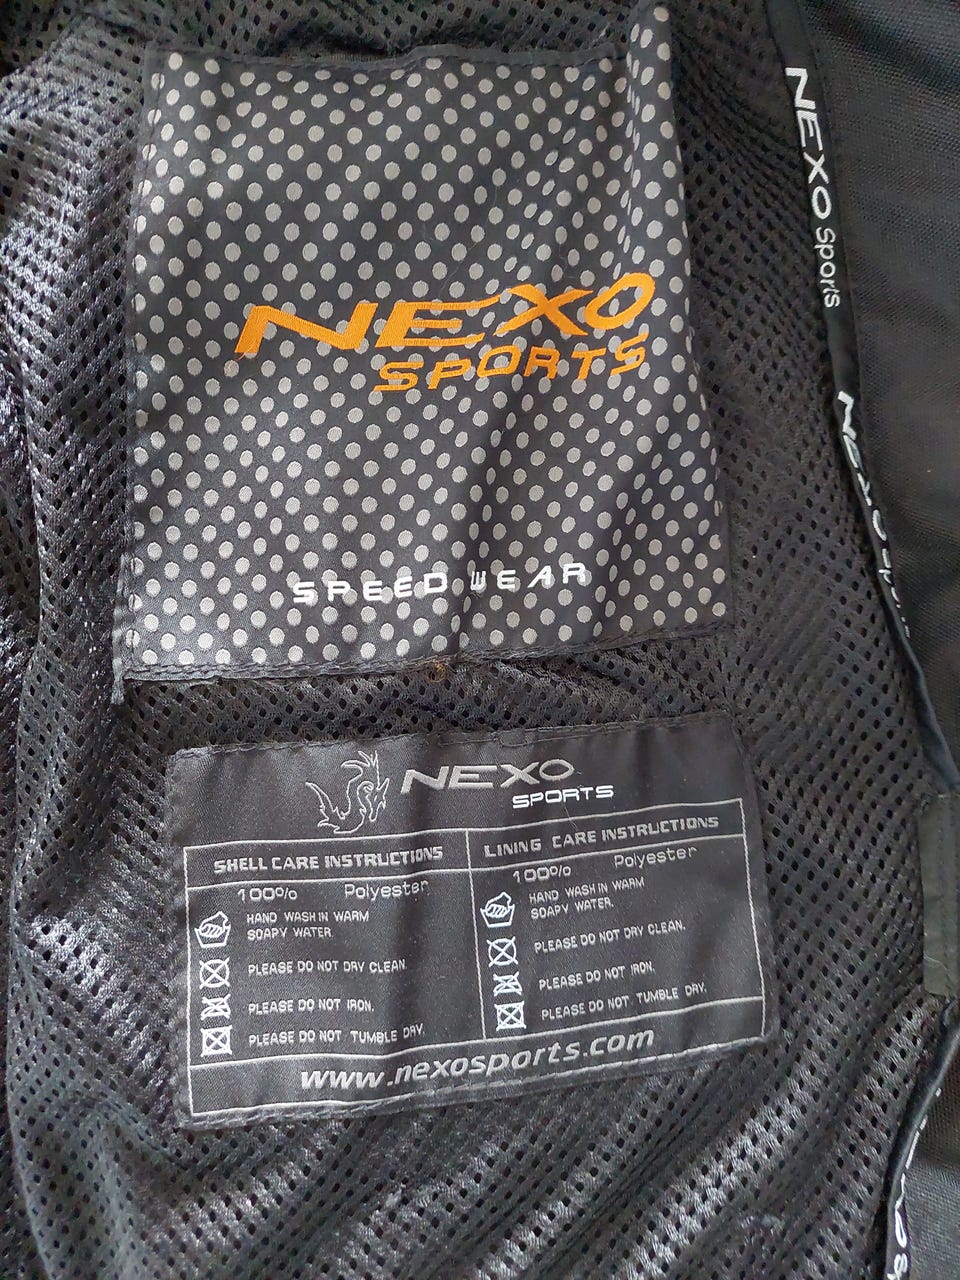 NEXO
SPORTS
SPEED WEAR
NEXO sports
NEXO
NEXO
SPORTS
SHELL CARE INSTRUCTIONS
100% Polyester
HAND WASH IN WARM
SOAPY WATER.
PLEASE DO NOT DRY CLEAN.
PLEASE DO NOT IRON.
PLEASE DO NOT TUMBLE DRY.
LINING CARE INSTRUCTIONS
100% Polyester
HAND WASH IN WARM
SOAPY WATER.
PLEASE DO NOT DRY CLEAN.
PLEASE DO NOT IRON.
PLEASE DO NOT TUMBLE DRY.
www.nexosports.com